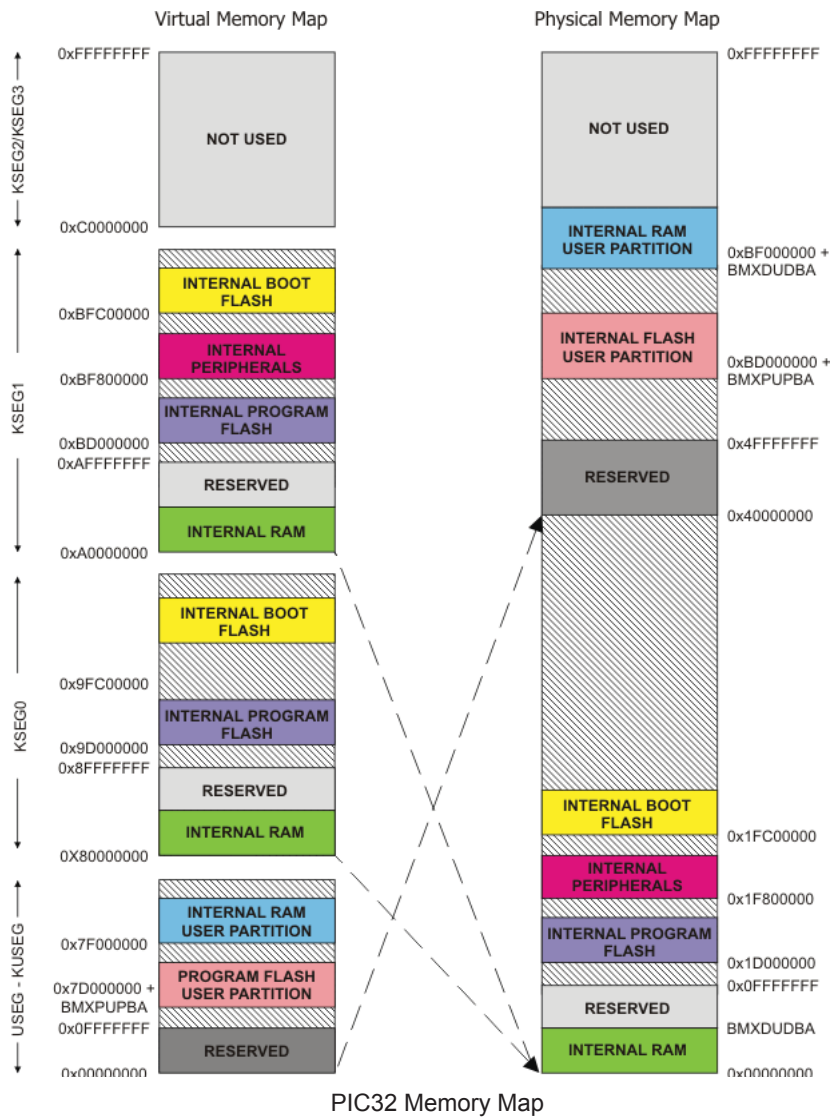 Virtual Memory Map
Physical Memory Map
KSEG2/KSEG3
0xFFFFFFFF
NOT USED
0xC0000000
KSEG1
INTERNAL BOOT
FLASH
0xBFC00000
INTERNAL
PERIPHERALS
0xBF800000
INTERNAL PROGRAM
FLASH
0xBD000000
0xAFFFFFFF
RESERVED
INTERNAL RAM
0xA0000000
KSEG0
INTERNAL BOOT
FLASH
0x9FC00000
INTERNAL PROGRAM
FLASH
0x9D000000
0x8FFFFFFF
RESERVED
INTERNAL RAM
0X80000000
USEG - KUSEG
INTERNAL RAM
USER PARTITION
0x7F000000
PROGRAM FLASH
USER PARTITION
0x7D000000 +
BMXPUPBA
0x0FFFFFFF
RESERVED
0x00000000
0xFFFFFFFF
NOT USED
INTERNAL RAM
USER PARTITION
0xBF000000 +
BMXDUDBA
INTERNAL FLASH
USER PARTITION
0xBD000000 +
BMXPUPBA
0x4FFFFFFF
RESERVED
0x40000000
INTERNAL BOOT
FLASH
0x1FC00000
INTERNAL
PERIPHERALS
0x1F800000
INTERNAL PROGRAM
FLASH
0x1D000000
0x0FFFFFFF
RESERVED
BMXDUDBA
INTERNAL RAM
0x00000000
PIC32 Memory Map